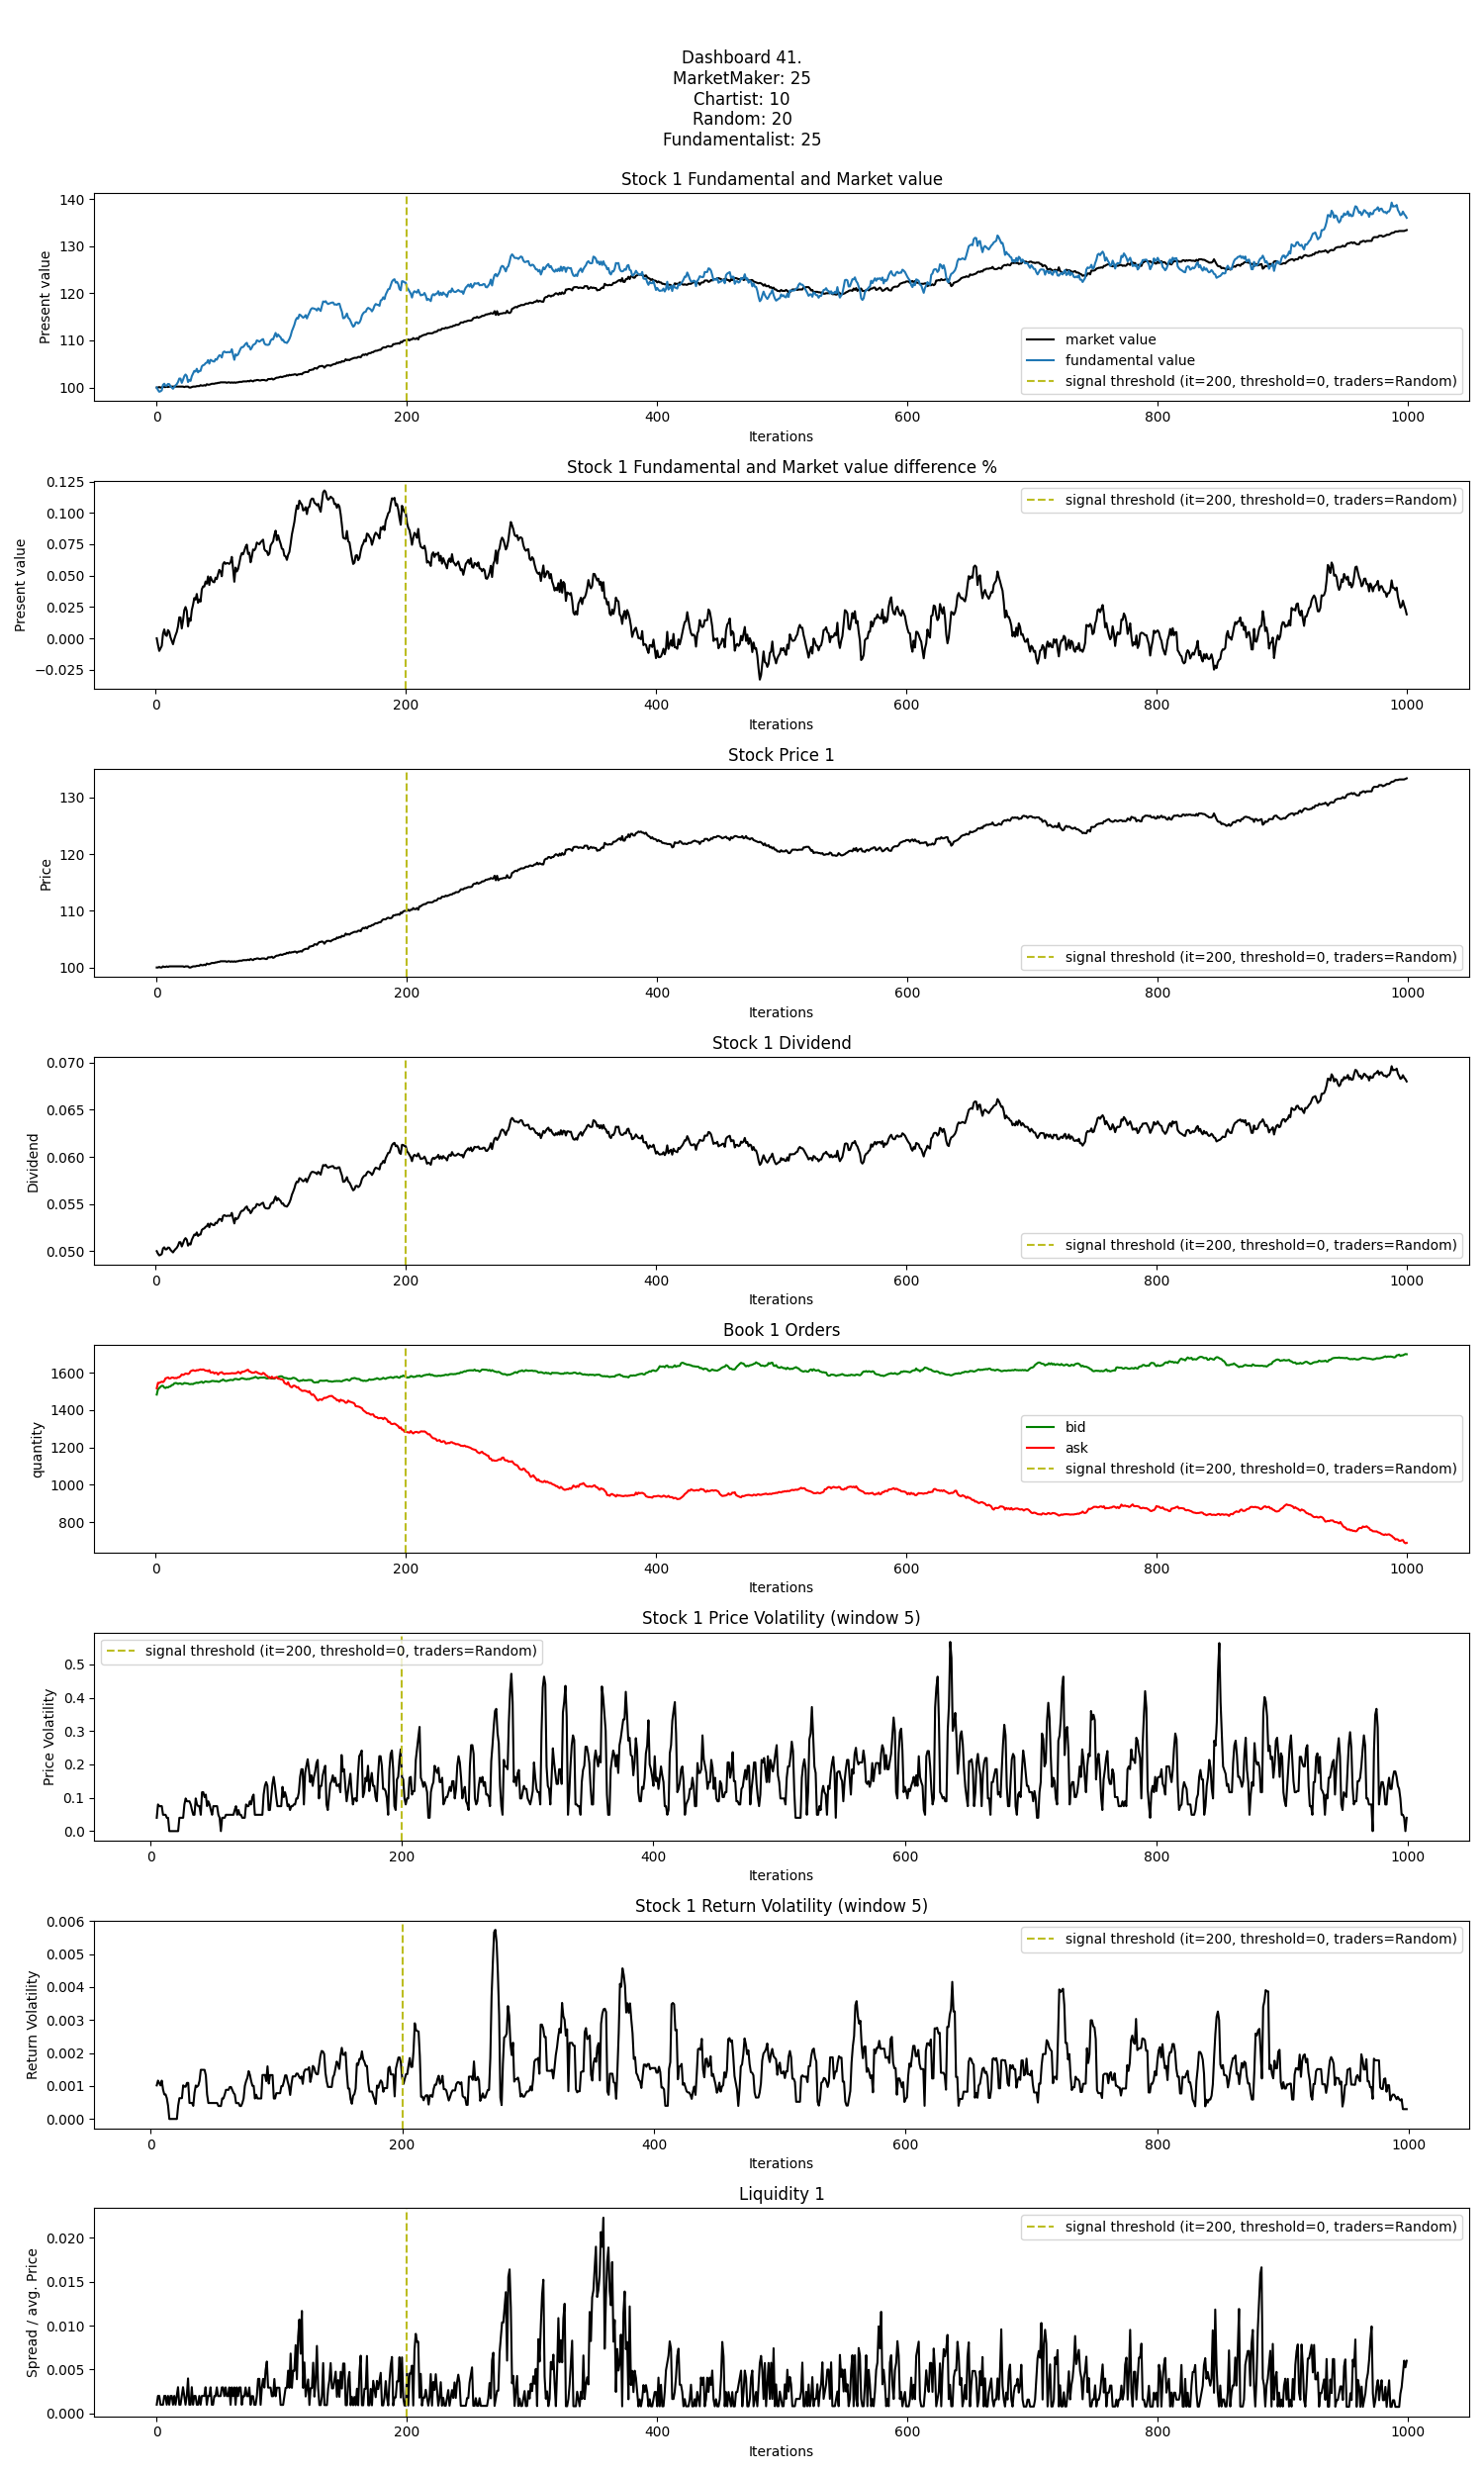 Dashboard 41.
MarketMaker: 25
Chartist: 10
Random: 20
Fundamentalist: 25
Stock 1 Fundamental and Market value
140
130
120
110
100
Present value
market value
fundamental value
signal threshold (it=200, threshold=0, traders=Random)
0 200 400 600 800 1000
Iterations
Stock 1 Fundamental and Market value difference %
0.125
0.100
0.075
0.050
0.025
0.000
−0.025
Present value
signal threshold (it=200, threshold=0, traders=Random)
0 200 400 600 800 1000
Iterations
Stock Price 1
130
120
110
100
Price
signal threshold (it=200, threshold=0, traders=Random)
0 200 400 600 800 1000
Iterations
Stock 1 Dividend
0.070
0.065
0.060
0.055
0.050
Dividend
signal threshold (it=200, threshold=0, traders=Random)
0 200 400 600 800 1000
Iterations
Book 1 Orders
1600
1400
1200
1000
800
quantity
bid
ask
signal threshold (it=200, threshold=0, traders=Random)
0 200 400 600 800 1000
Iterations
Stock 1 Price Volatility (window 5)
signal threshold (it=200, threshold=0, traders=Random)
0.5
0.4
0.3
0.2
0.1
0.0
Price Volatility
0 200 400 600 800 1000
Iterations
Stock 1 Return Volatility (window 5)
0.006
0.005
0.004
0.003
0.002
0.001
0.000
Return Volatility
signal threshold (it=200, threshold=0, traders=Random)
0 200 400 600 800 1000
Iterations
Liquidity 1
0.020
0.015
0.010
0.005
0.000
Spread / avg. Price
signal threshold (it=200, threshold=0, traders=Random)
0 200 400 600 800 1000
Iterations